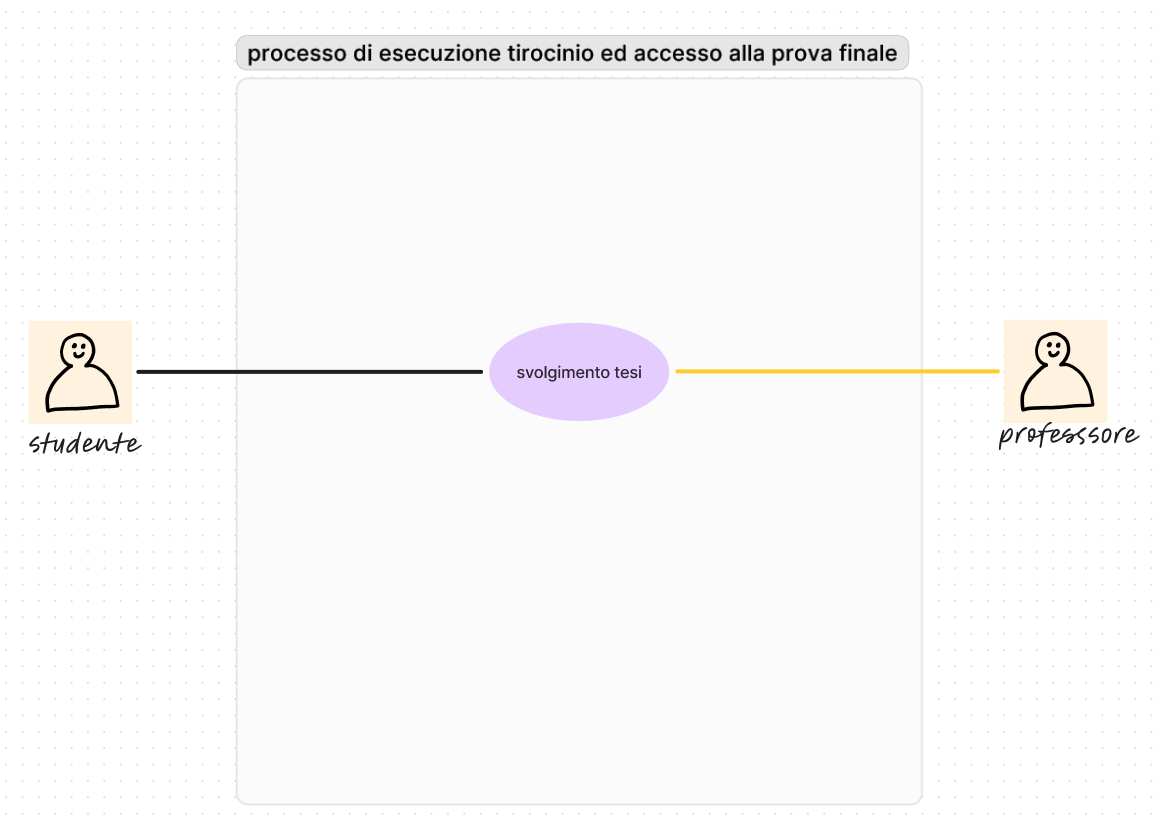 processo di esecuzione tirocinio ed accesso alla prova finale
svolgimento tesi
studente
professsore